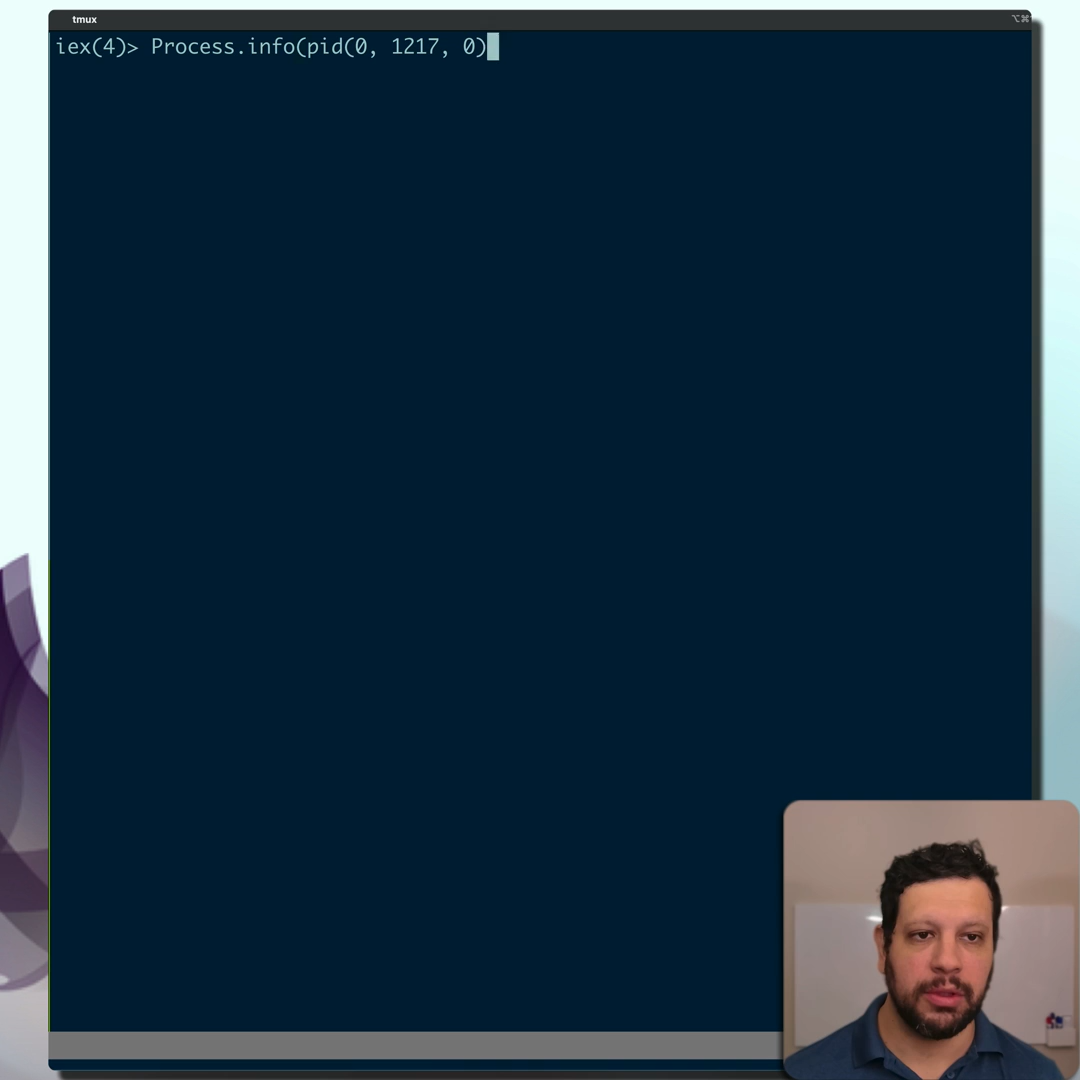 tmux
⌥⌘
iex(4)> Process.info(pid(0, 1217, 0)